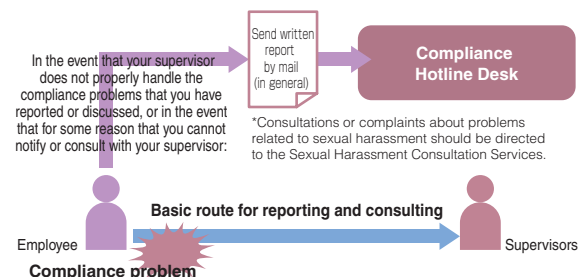 In the event that your supervisor
does not properly handle the
compliance problems that you have
reported or discussed, or in the event
that for some reason that you cannot
notify or consult with your supervisor:
Send written
report
by mail
(in general)
Compliance
Hotline Desk
*Consultations or complaints about problems
related to sexual harassment should be directed
to the Sexual Harassment Consultation Services.
Basic route for reporting and consulting
Employee
Supervisors
Compliance problem